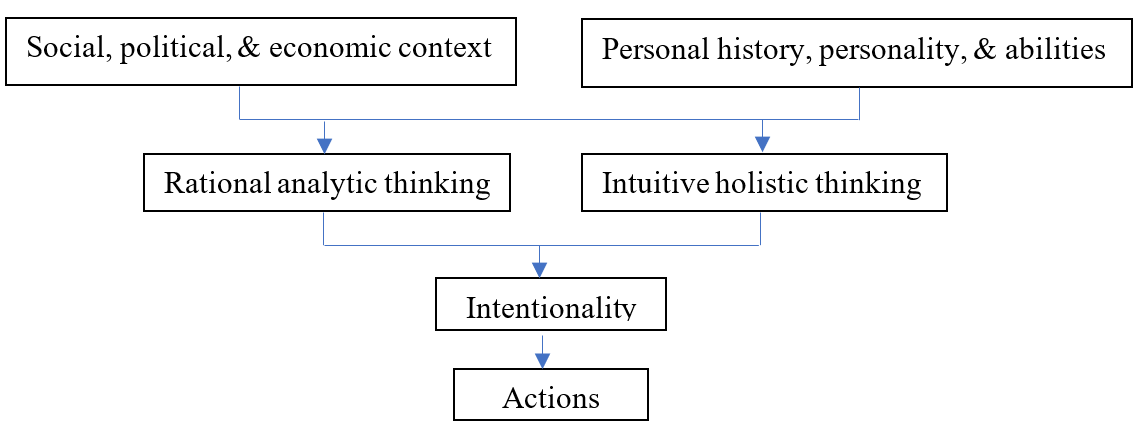 Social, political, & economic context
Personal history, personality, & abilities
Rational analytic thinking
Intuitive holistic thinking
Intentionality
Actions